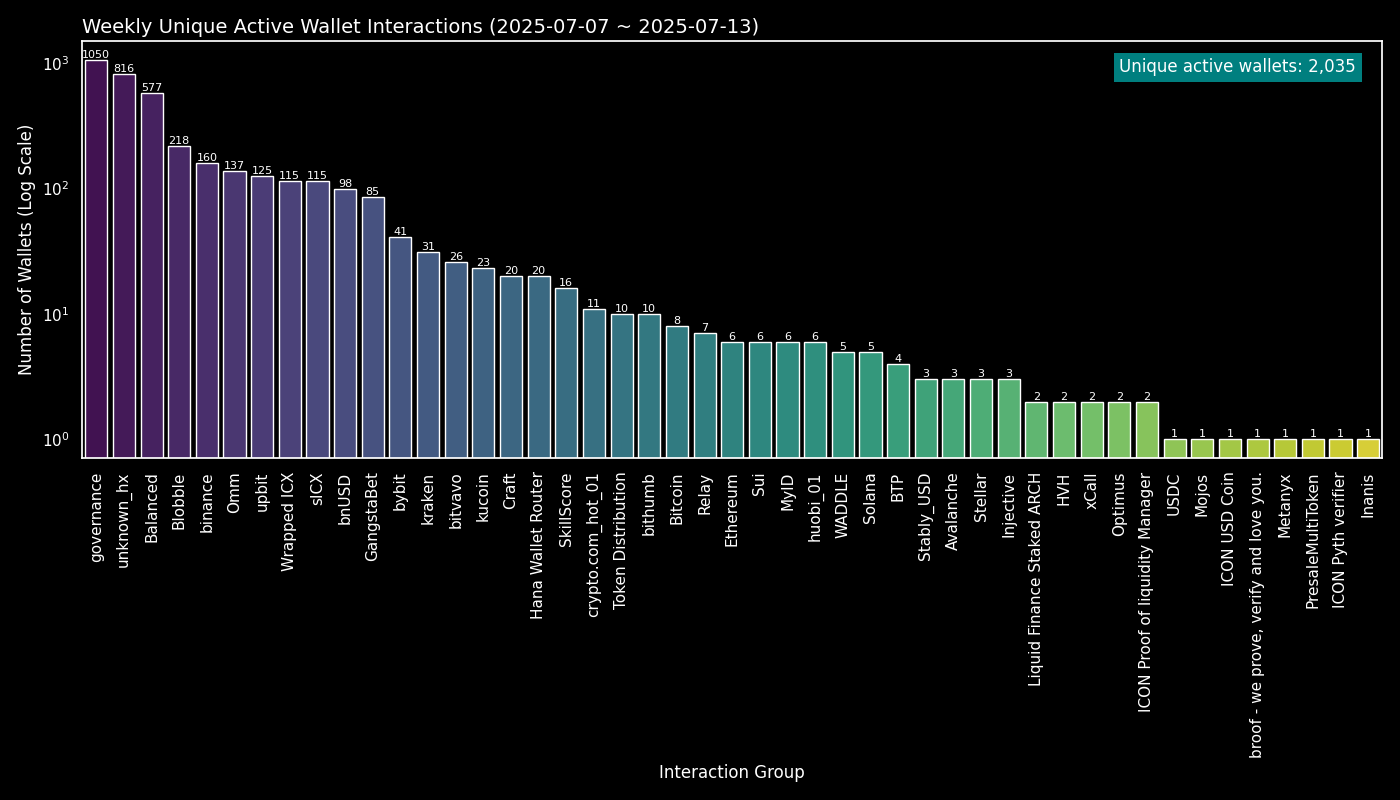 Weekly Unique Active Wallet Interactions (2025-07-07 ~ 2025-07-13)
Unique active wallets: 2,035
Number of Wallets (Log Scale)
10³
10²
10¹
10⁰
1050
816
577
218
160
137
125
115
115
98
85
41
31
26
23
20
20
16
11
10
10
8
7
6
6
6
6
5
5
4
3
3
3
3
2
2
2
2
2
1
1
1
1
1
1
1
1
governance
unknown_hx
Balanced
Blobble
binance
Omm
upbit
Wrapped ICX
sICX
bnUSD
GangstaBet
bybit
kraken
bitvavo
kucoin
Craft
Hana Wallet Router
SkillScore
crypto.com_hot_01
Token Distribution
bithumb
Bitcoin
Relay
Ethereum
Sui
MyID
huobi_01
WADDLE
Solana
BTP
Stably_USD
Avalanche
Stellar
Injective
Liquid Finance Staked ARCH
HVH
xCall
Optimus
ICON Proof of liquidity Manager
USDC
Mojos
ICON USD Coin
broof - we prove, verify and love you.
Metanyx
PresaleMultiToken
ICON Pyth verifier
Inanis
Interaction Group